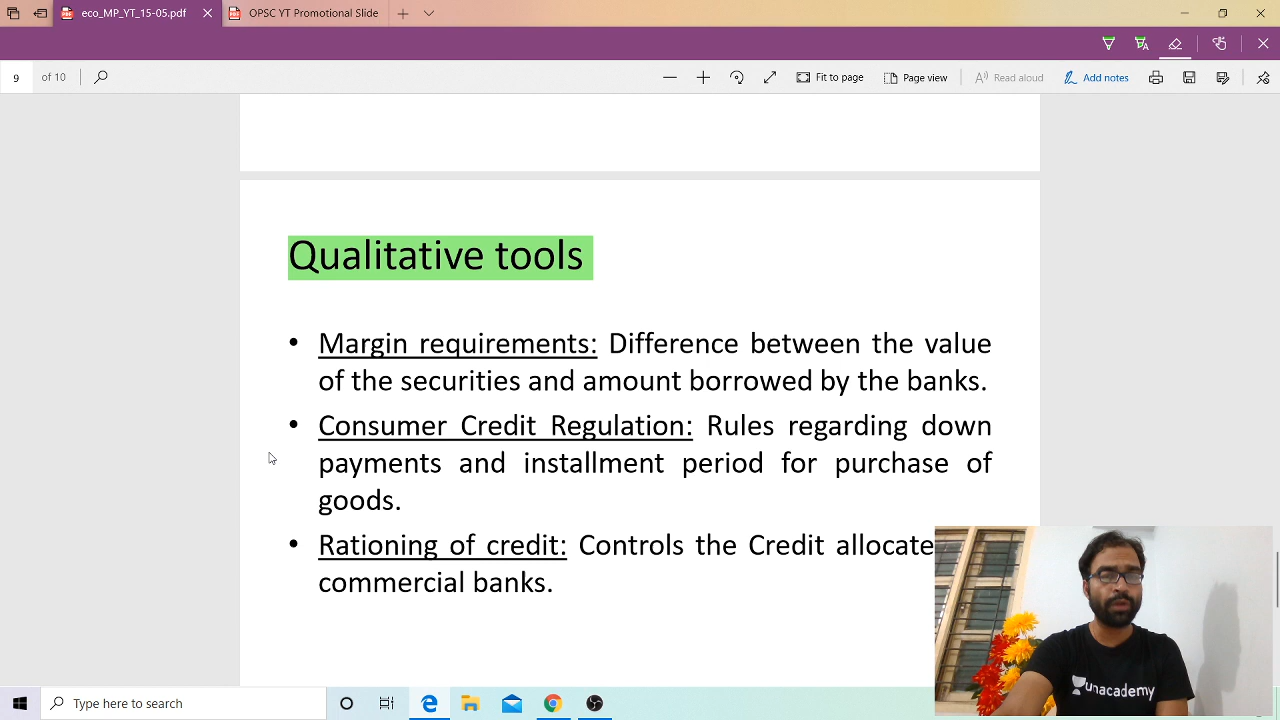 eco_MP_YT_15-05.pdf
OPSC YT Promotional Slide
9 of 10
Fit to page
Page view
Read aloud
Add notes
Qualitative tools
• Margin requirements: Difference between the value
of the securities and amount borrowed by the banks.
• Consumer Credit Regulation: Rules regarding down
payments and installment period for purchase of
goods.
• Rationing of credit: Controls the Credit allocate
commercial banks.
unacademy
Type here to search